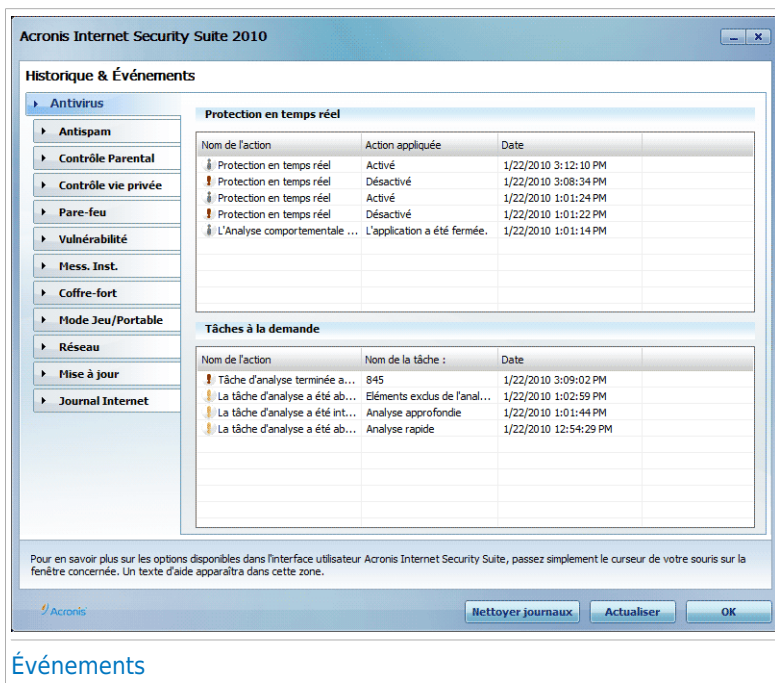 Acronis Internet Security Suite 2010
Historique & Événements
Antivirus
Antispam
Contrôle Parental
Contrôle vie privée
Pare-feu
Vulnérabilité
Mess. Inst.
Coffre-fort
Mode Jeu/Portable
Réseau
Mise à jour
Journal Internet
Protection en temps réel
Nom de l'action Action appliquée Date
Protection en temps réel Activé 1/22/2010 3:12:10 PM
Protection en temps réel Désactivé 1/22/2010 3:08:34 PM
Protection en temps réel Activé 1/22/2010 1:01:24 PM
Protection en temps réel Désactivé 1/22/2010 1:01:22 PM
L'Analyse comportementale ... L'application a été fermée. 1/22/2010 1:01:14 PM
Tâches à la demande
Nom de l'action Nom de la tâche : Date
Tâche d'analyse terminée a... 845 1/22/2010 3:09:02 PM
La tâche d'analyse a été ab... Eléments exclus de l'anal... 1/22/2010 1:02:59 PM
La tâche d'analyse a été int... Analyse approfondie 1/22/2010 1:01:44 PM
La tâche d'analyse a été ab... Analyse rapide 1/22/2010 12:54:29 PM
Pour en savoir plus sur les options disponibles dans l'interface utilisateur Acronis Internet Security Suite, passez simplement le curseur de votre souris sur la
fenêtre concernée. Un texte d'aide apparaîtra dans cette zone.
Acronis
Nettoyer journaux Actualiser OK
Événements